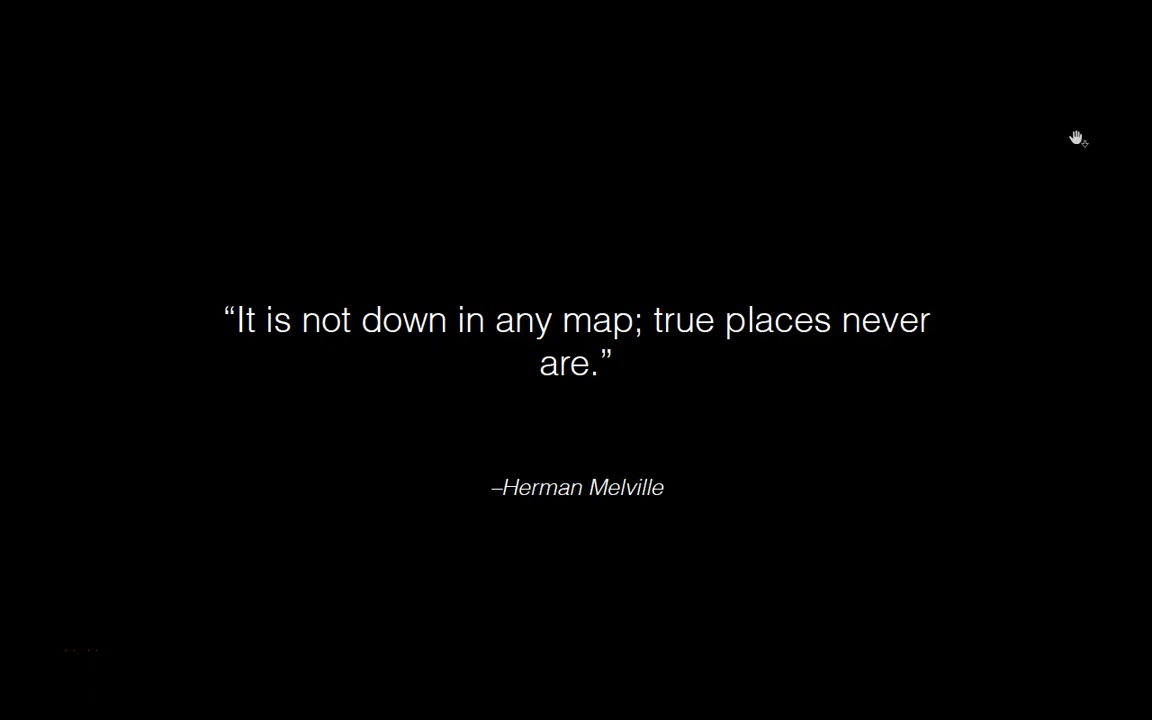 “It is not down in any map; true places never
are.”
–Herman Melville